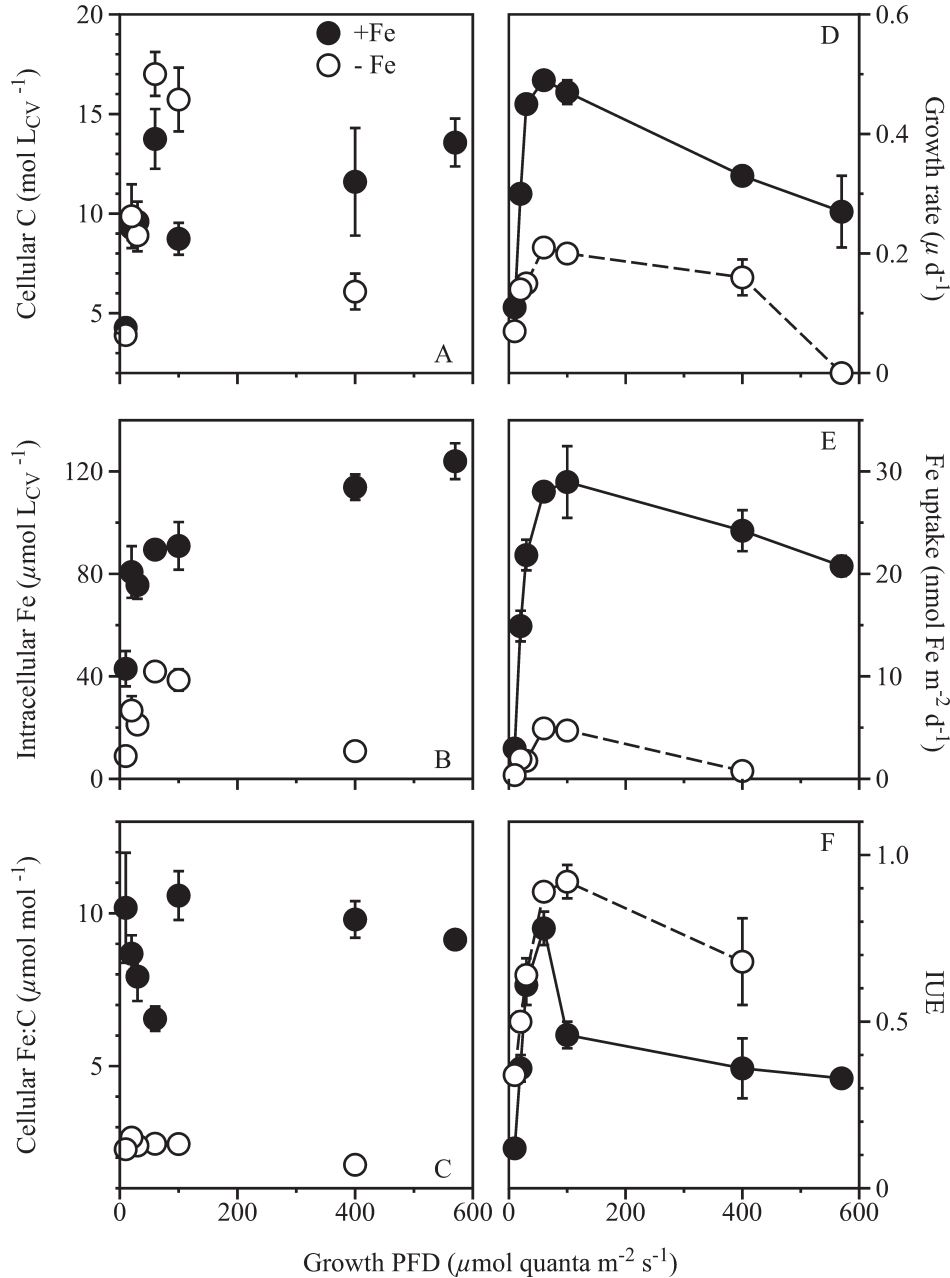 20
15
10
5
Cellular C (mol L_CV^-1)
+Fe
- Fe
A
0.6
0.4
0.2
0
Growth rate (μ d^-1)
D
120
80
40
0
Intracellular Fe (μmol L_CV^-1)
B
30
20
10
0
Fe uptake (nmol Fe m^-2 d^-1)
E
10
5
Cellular Fe:C (μmol mol^-1)
C
0 200 400 600
1.0
0.5
0
IUE
F
0 200 400 600
Growth PFD (μmol quanta m^-2 s^-1)